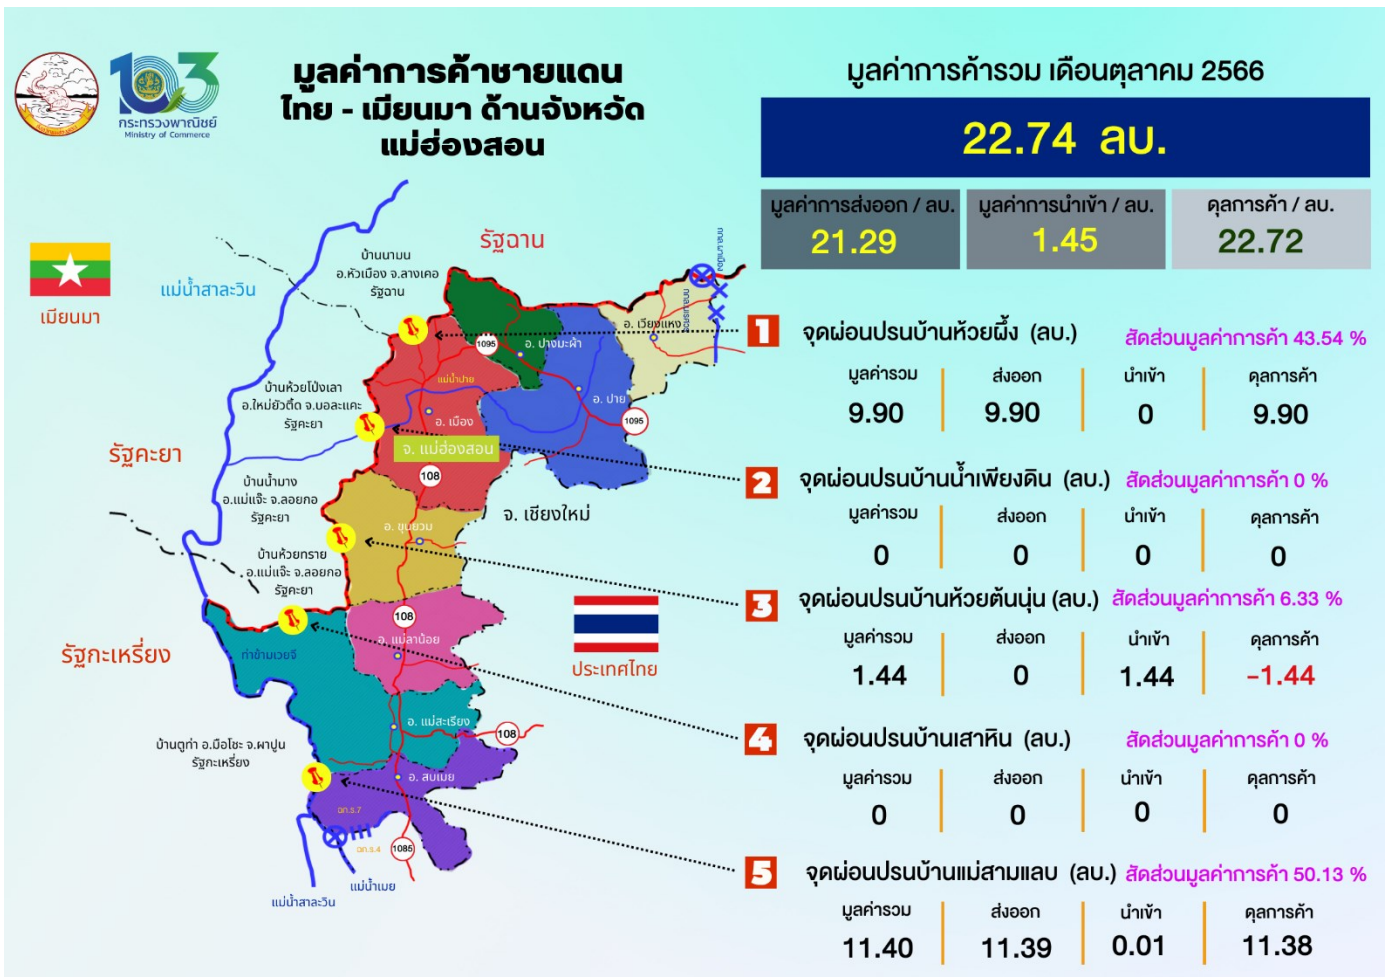 103
กระทรวงพาณิชย์
Ministry of Commerce
มูลค่าการค้าชายแดน
ไทย - เมียนมา ด้านจังหวัด
แม่ฮ่องสอน
มูลค่าการค้ารวม เดือนตุลาคม 2566
22.74 ลบ.
มูลค่าการส่งออก / ลบ.
21.29
มูลค่าการนำเข้า / ลบ.
1.45
ดุลการค้า / ลบ.
22.72
เมียนมา
แม่น้ำสาละวิน
รัฐฉาน
บ้านนามน
อ.หัวเมือง จ.ลางเคอ
รัฐฉาน
อ. เวียงแหง
อ. ปางมะผ้า
1095
แม่น้ำปาย
อ. ปาย
1095
บ้านห้วยโป่งเลา
อ.ใหม่ยัวตี้ด จ.บอละแคะ
รัฐคะยา
อ. เมือง
จ. แม่ฮ่องสอน
รัฐคะยา
108
บ้านน้ำมาง
อ.แม่แจ๊ะ จ.ลอยกอ
รัฐคะยา
จ. เชียงใหม่
อ. ขุนยวม
บ้านห้วยทราย
อ.แม่แจ๊ะ จ.ลอยกอ
รัฐคะยา
108
อ. แม่ลาน้อย
รัฐกะเหรี่ยง
ท่าข้ามเวยจี
ประเทศไทย
อ. แม่สะเรียง
108
บ้านตูท่า อ.มือโซะ จ.ผาปูน
รัฐกะเหรี่ยง
อ. สบเมย
ฉก.ร.7
ฉก.ร.4
1085
แม่น้ำเมย
แม่น้ำสาละวิน
1 จุดผ่อนปรนบ้านห้วยผึ้ง (ลบ.) สัดส่วนมูลค่าการค้า 43.54 %
มูลค่ารวม ส่งออก นำเข้า ดุลการค้า
9.90 9.90 0 9.90
2 จุดผ่อนปรนบ้านน้ำเพียงดิน (ลบ.) สัดส่วนมูลค่าการค้า 0 %
มูลค่ารวม ส่งออก นำเข้า ดุลการค้า
0 0 0 0
3 จุดผ่อนปรนบ้านห้วยต้นนุ่น (ลบ.) สัดส่วนมูลค่าการค้า 6.33 %
มูลค่ารวม ส่งออก นำเข้า ดุลการค้า
1.44 0 1.44 -1.44
4 จุดผ่อนปรนบ้านเสาหิน (ลบ.) สัดส่วนมูลค่าการค้า 0 %
มูลค่ารวม ส่งออก นำเข้า ดุลการค้า
0 0 0 0
5 จุดผ่อนปรนบ้านแม่สามแลบ (ลบ.) สัดส่วนมูลค่าการค้า 50.13 %
มูลค่ารวม ส่งออก นำเข้า ดุลการค้า
11.40 11.39 0.01 11.38